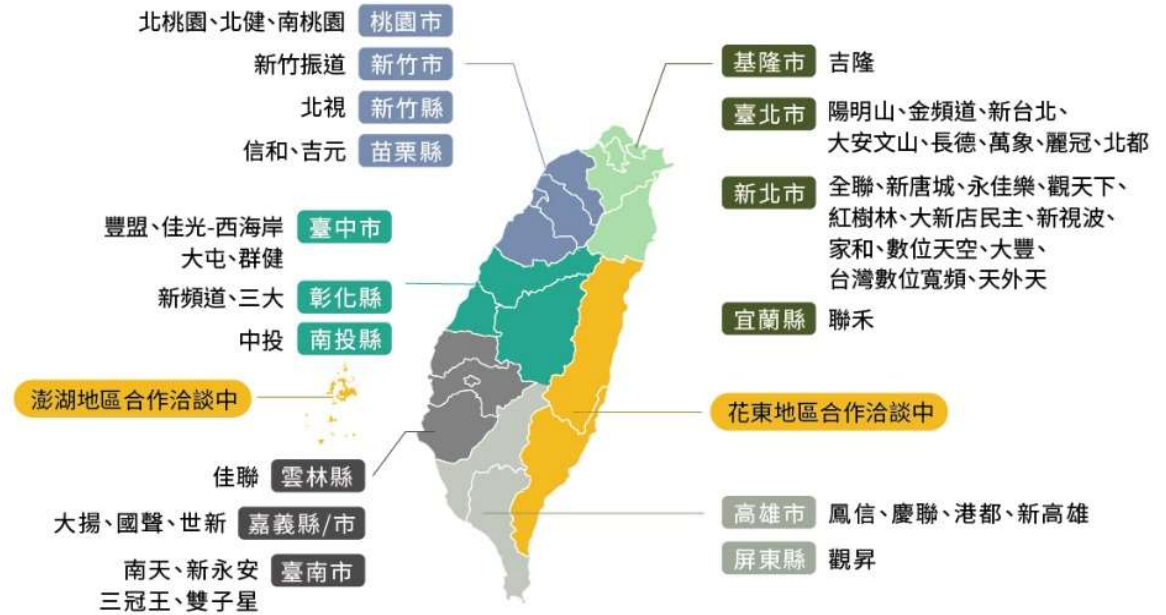 北桃園、北健、南桃園 桃園市
新竹振道 新竹市
北視 新竹縣
信和、吉元 苗栗縣
豐盟、佳光-西海岸 臺中市
大屯、群健
新頻道、三大 彰化縣
中投 南投縣
澎湖地區合作洽談中
佳聯 雲林縣
大揚、國聲、世新 嘉義縣/市
南天、新永安 臺南市
三冠王、雙子星
基隆市 吉隆
臺北市 陽明山、金頻道、新台北、
大安文山、長德、萬象、麗冠、北都
新北市 全聯、新唐城、永佳樂、觀天下、
紅樹林、大新店民主、新視波、
家和、數位天空、大豐、
台灣數位寬頻、天外天
宜蘭縣 聯禾
花東地區合作洽談中
高雄市 鳳信、慶聯、港都、新高雄
屏東縣 觀昇